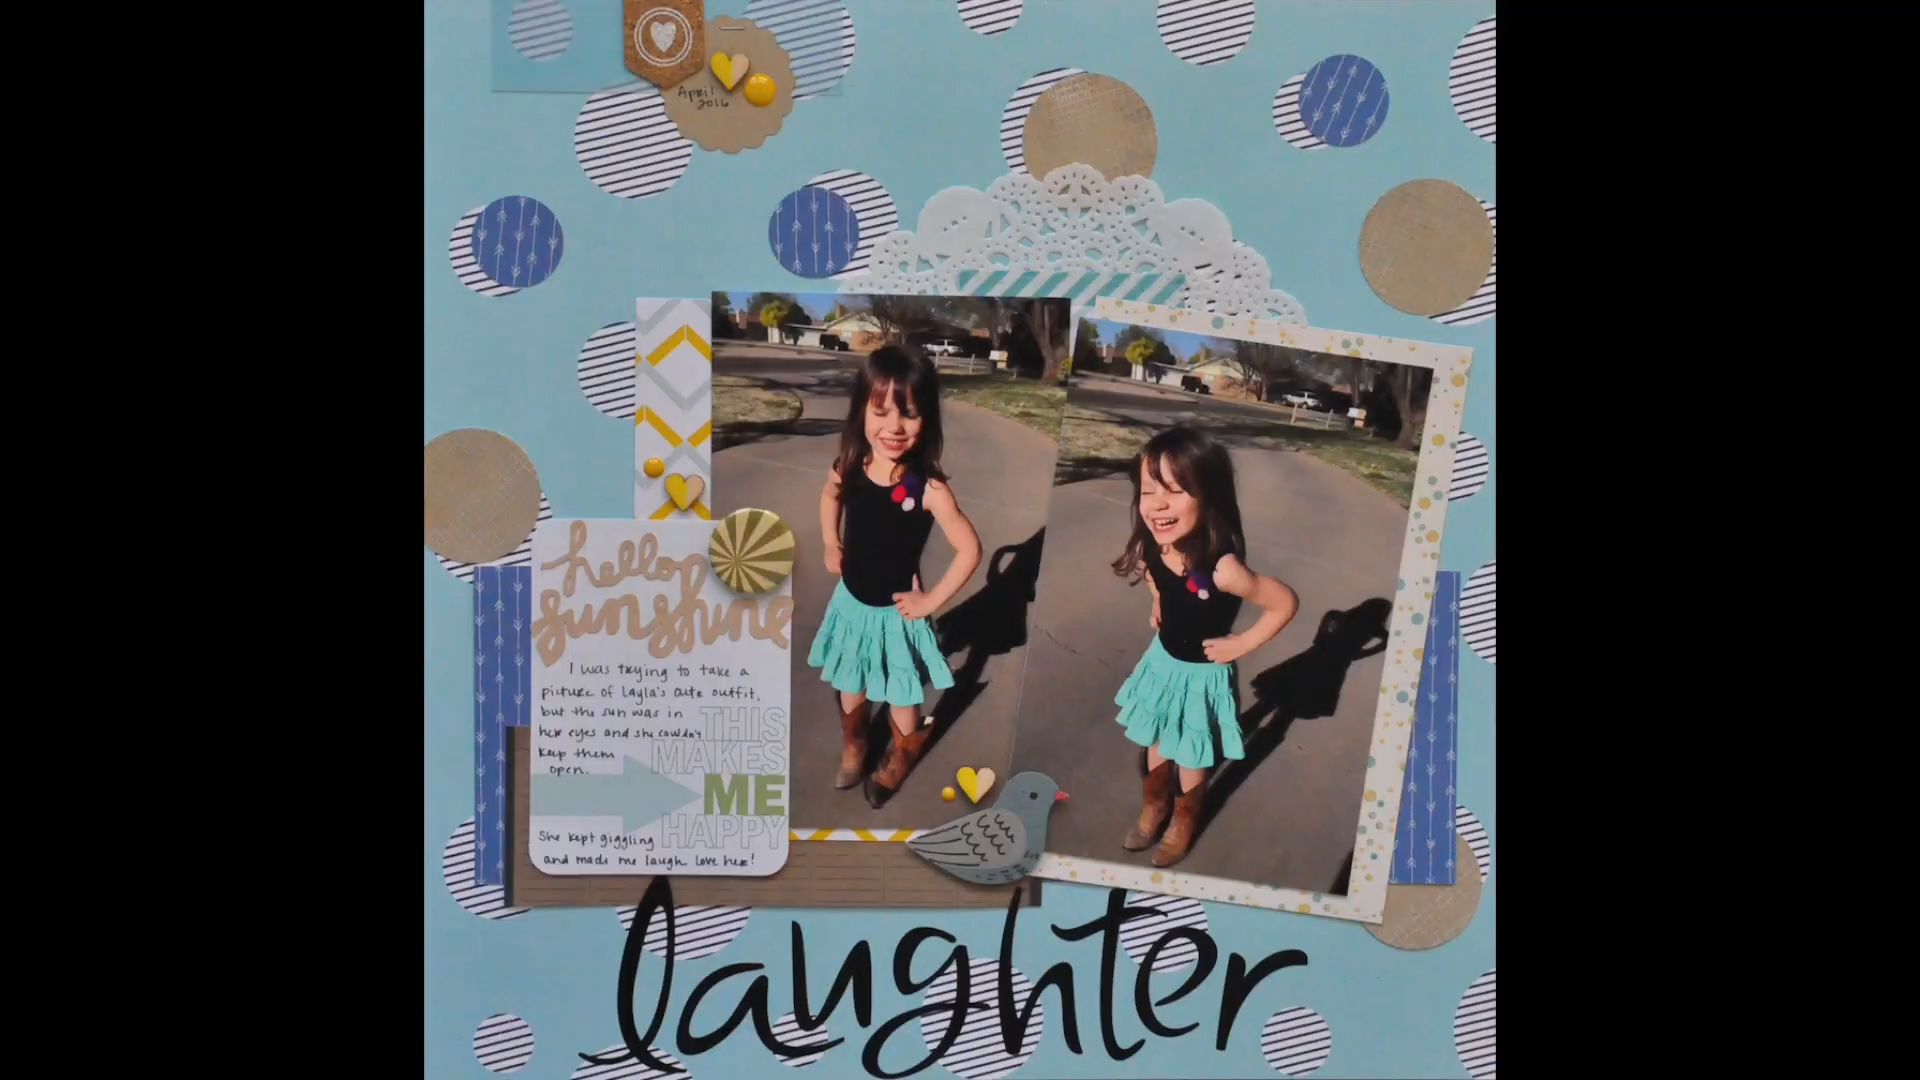 April
2016
hello
sunshine
I was trying to take a
picture of Layla's cute outfit,
but the sun was in
her eyes and she couldn't
keep them
open.
THIS
MAKES
ME
HAPPY
She kept giggling
and made me laugh love her!
laughter